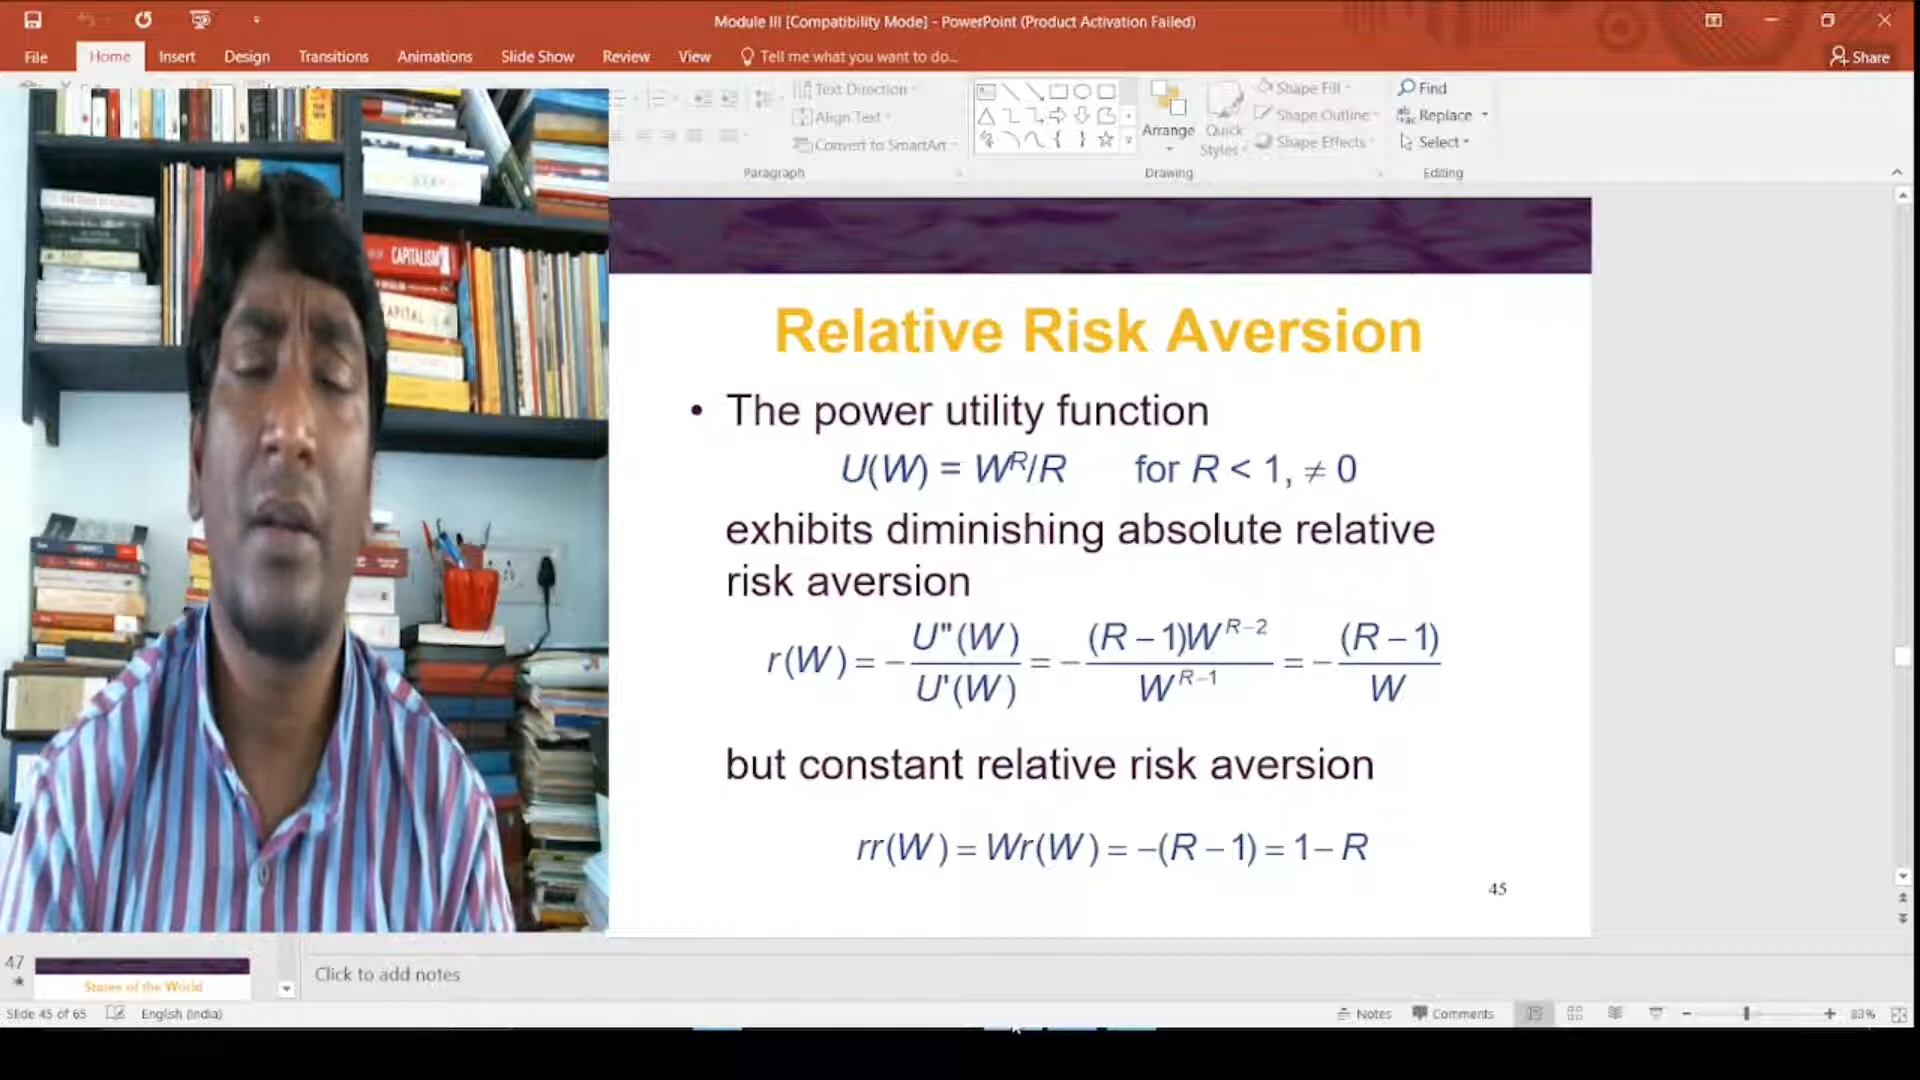 Module III [Compatibility Mode] - PowerPoint (Product Activation Failed)
File Home Insert Design Transitions Animations Slide Show Review View Tell me what you want to do... Share
Text Direction
Align Text
Convert to SmartArt
Paragraph
Arrange
Quick Styles
Shape Fill
Shape Outline
Shape Effects
Drawing
Find
Replace
Select
Editing
CAPITALISM
CAPITAL
Relative Risk Aversion
• The power utility function
U(W) = W^R/R for R < 1, ≠ 0
exhibits diminishing absolute relative
risk aversion
r(W) = − U"(W) / U'(W) = − (R − 1)W^(R−2) / W^(R−1) = − (R − 1) / W
but constant relative risk aversion
rr(W) = Wr(W) = −(R − 1) = 1 − R
45
47
States of the World
Click to add notes
Slide 45 of 65 English (India) Notes Comments 83%